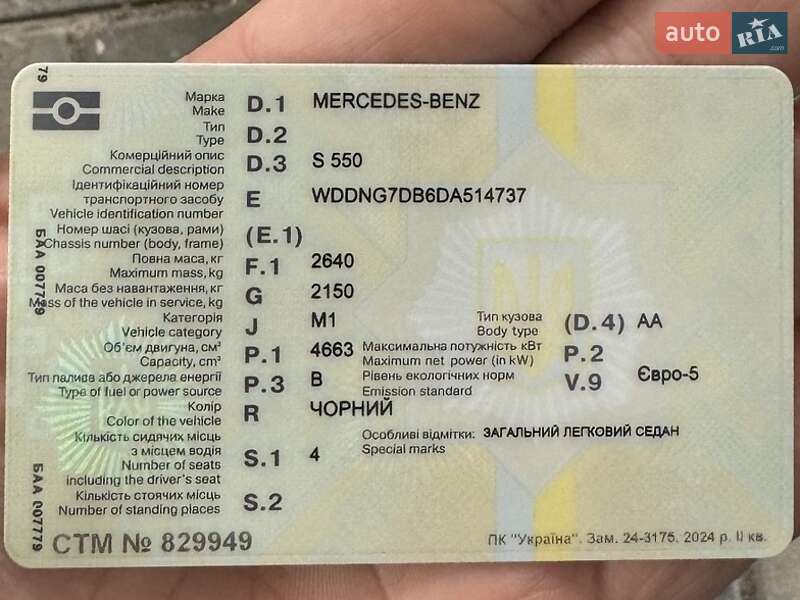 auto RIA .com
79
Марка D.1 MERCEDES-BENZ
Make
Тип D.2
Type
Комерційний опис D.3 S 550
Commercial description
Ідентифікаційний номер
транспортного засобу E WDDNG7DB6DA514737
Vehicle identification number
Номер шасі (кузова, рами) (E.1)
Chassis number (body, frame)
Повна маса, кг F.1 2640
Maximum mass, kg
Маса без навантаження, кг G 2150
Mass of the vehicle in service, kg
Категорія J M1 Тип кузова (D.4) АА
Vehicle category Body type
Об'єм двигуна, см³ P.1 4663 Максимальна потужність кВт P.2
Capacity, cm³ Maximum net power (in kW)
Тип палива або джерела енергії P.3 B Рівень екологічних норм V.9 Євро-5
Type of fuel or power source Emission standard
Колір R ЧОРНИЙ
Color of the vehicle
Кількість сидячих місць Особливі відмітки: ЗАГАЛЬНИЙ ЛЕГКОВИЙ СЕДАН
з місцем водія S.1 4 Special marks
Number of seats
including the driver's seat
Кількість стоячих місць S.2
Number of standing places
СТМ № 829949 ПК "Україна". Зам. 24-3175. 2024 р. II кв.
БАА 007779
БАА 007779